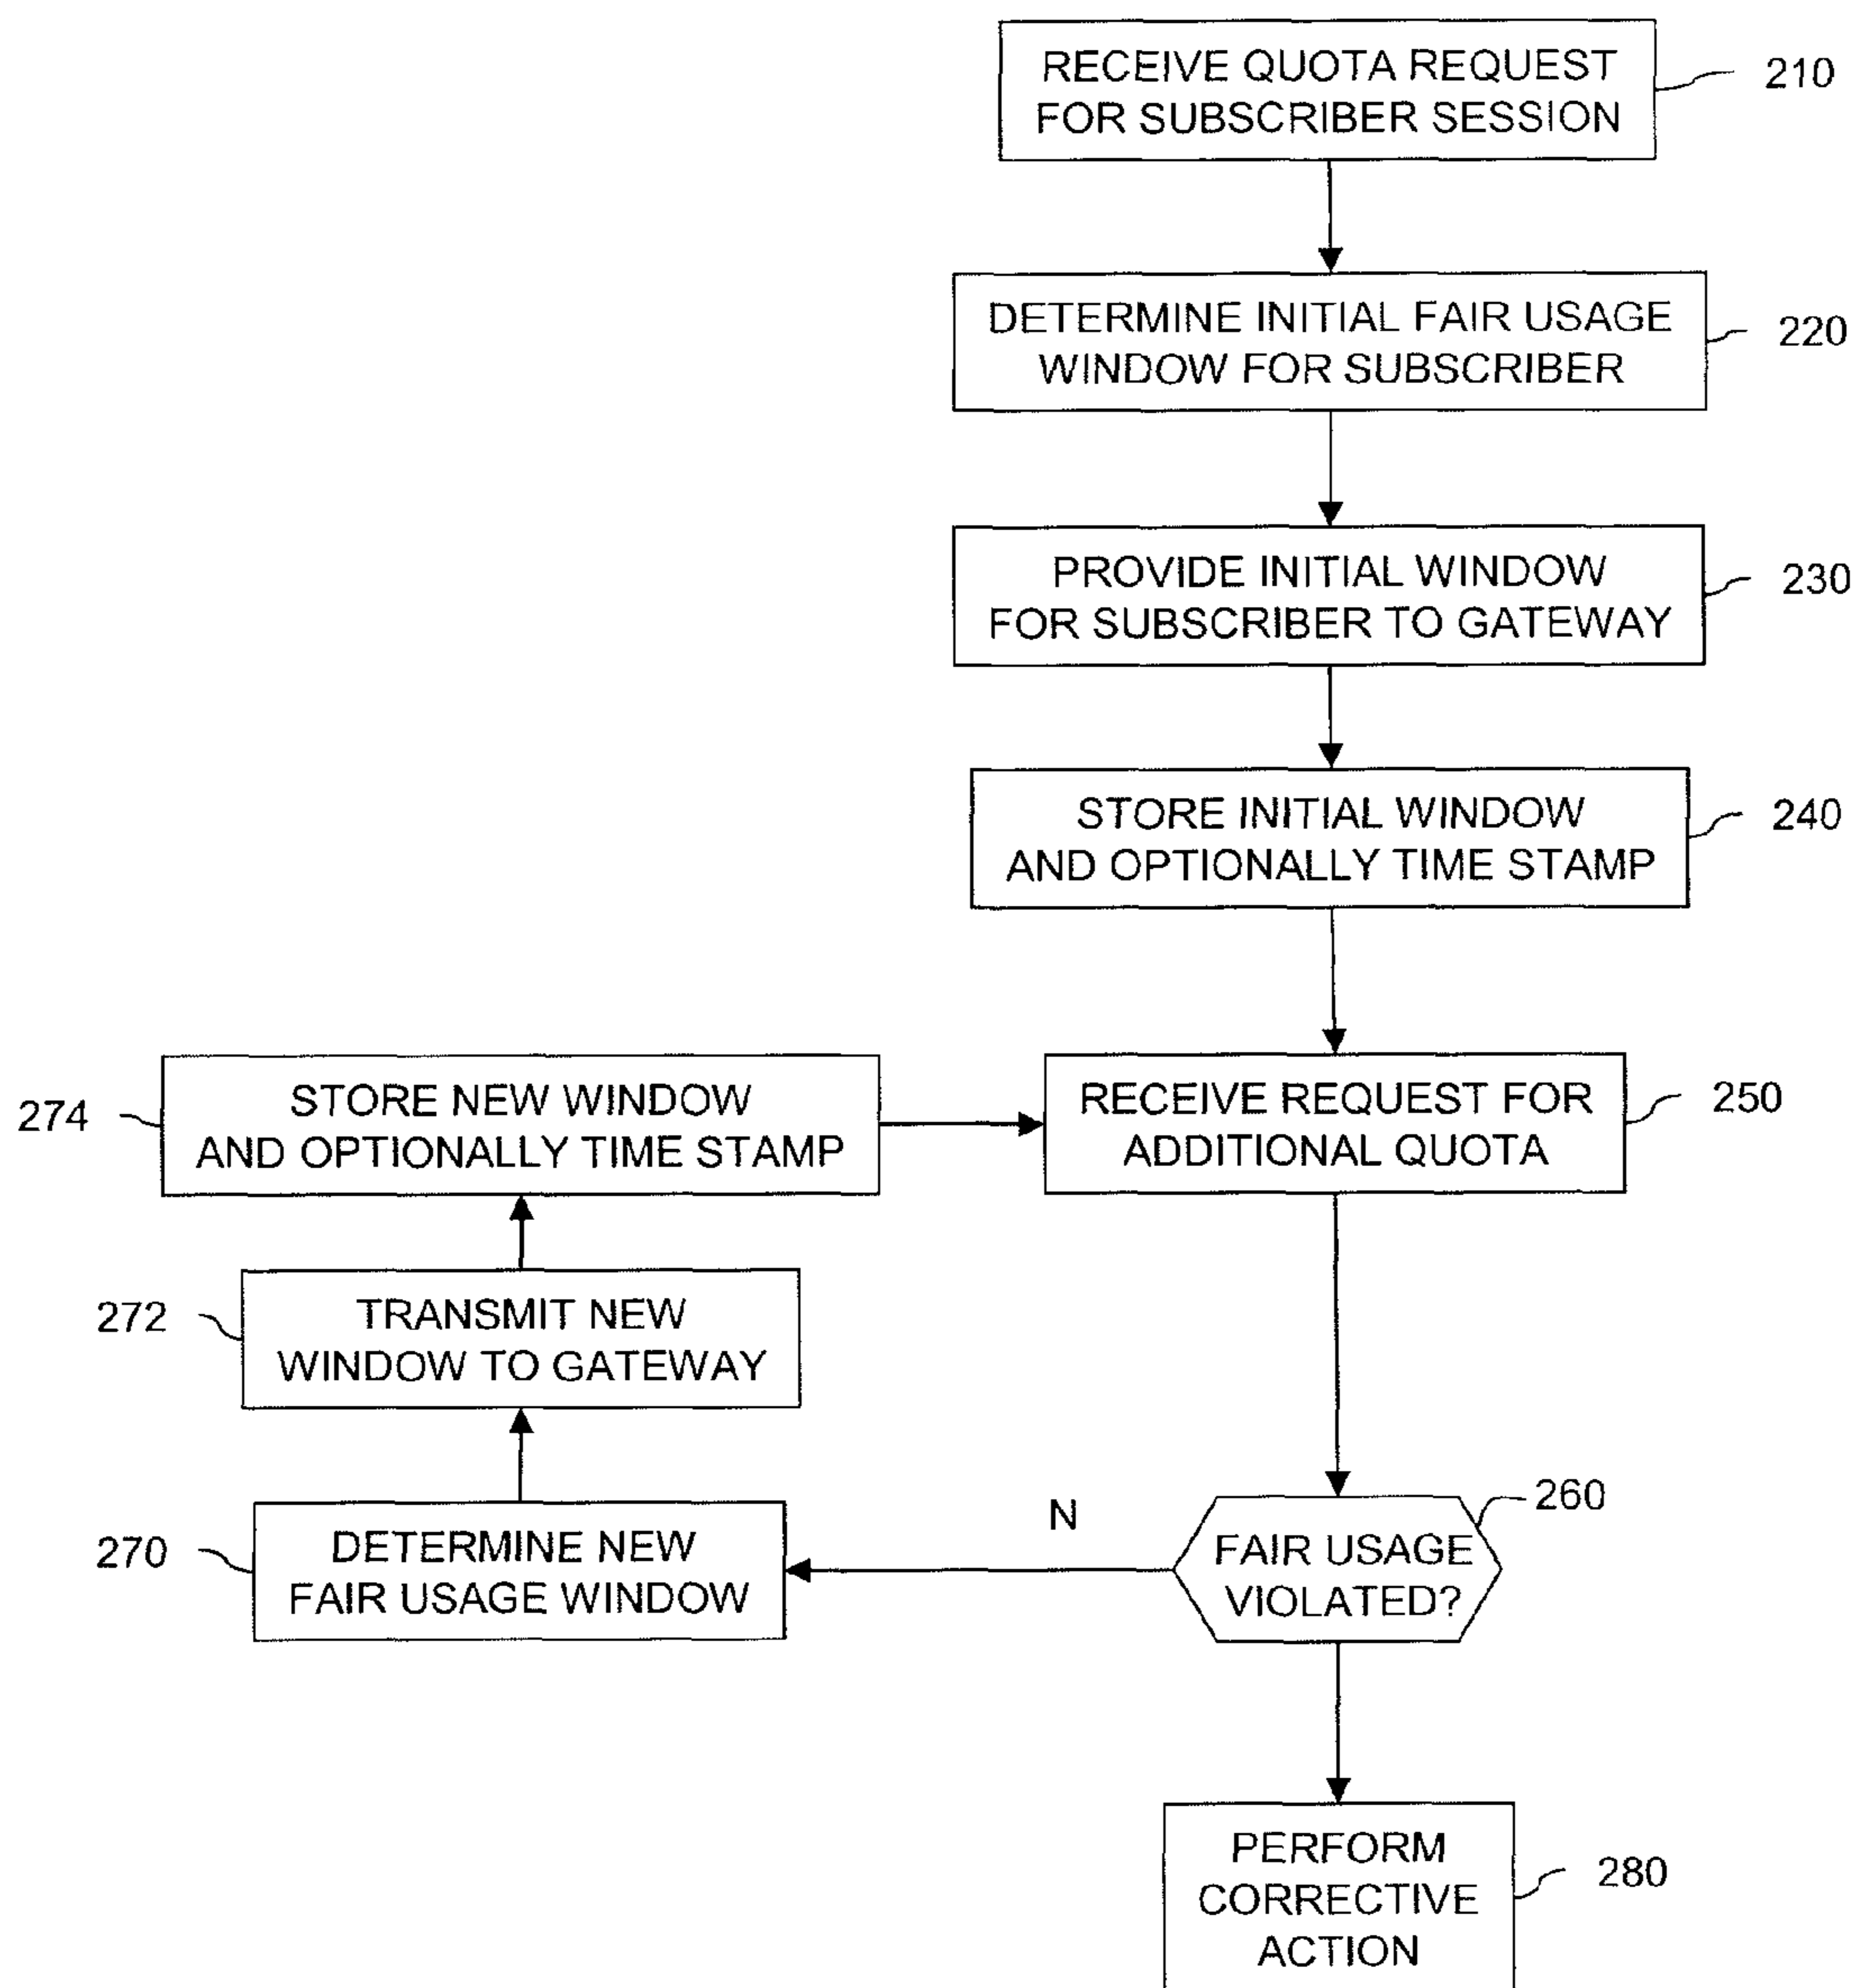 RECEIVE QUOTA REQUEST
FOR SUBSCRIBER SESSION
210
DETERMINE INITIAL FAIR USAGE
WINDOW FOR SUBSCRIBER
220
PROVIDE INITIAL WINDOW
FOR SUBSCRIBER TO GATEWAY
230
STORE INITIAL WINDOW
AND OPTIONALLY TIME STAMP
240
274
STORE NEW WINDOW
AND OPTIONALLY TIME STAMP
RECEIVE REQUEST FOR
ADDITIONAL QUOTA
250
272
TRANSMIT NEW
WINDOW TO GATEWAY
270
DETERMINE NEW
FAIR USAGE WINDOW
N
FAIR USAGE
VIOLATED?
260
PERFORM
CORRECTIVE
ACTION
280